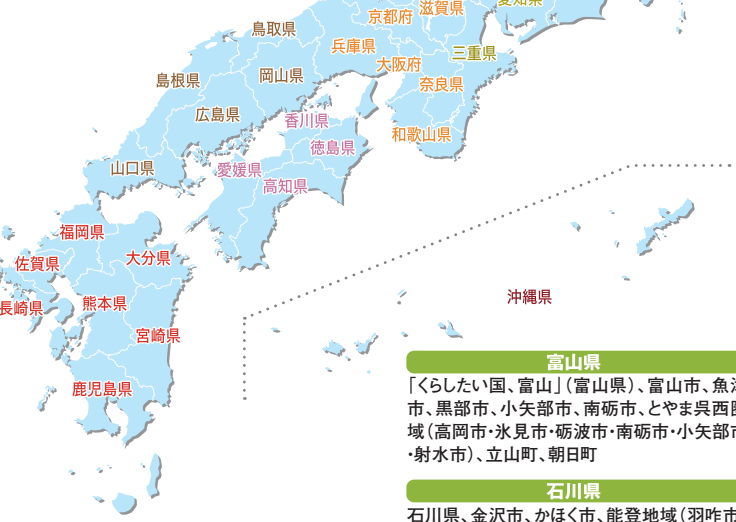 愛知県
滋賀県
京都府
鳥取県
兵庫県
三重県
大阪府
岡山県
島根県
奈良県
広島県
香川県
和歌山県
徳島県
山口県
愛媛県
高知県
福岡県
大分県
佐賀県
沖縄県
熊本県
長崎県
宮崎県
鹿児島県
富山県
「くらしたい国、富山」（富山県）、富山市、魚津
市、黒部市、小矢部市、南砺市、とやま呉西圏
域（高岡市・氷見市・砺波市・南砺市・小矢部市
・射水市）、立山町、朝日町
石川県
石川県、金沢市、かほく市、能登地域（羽咋市